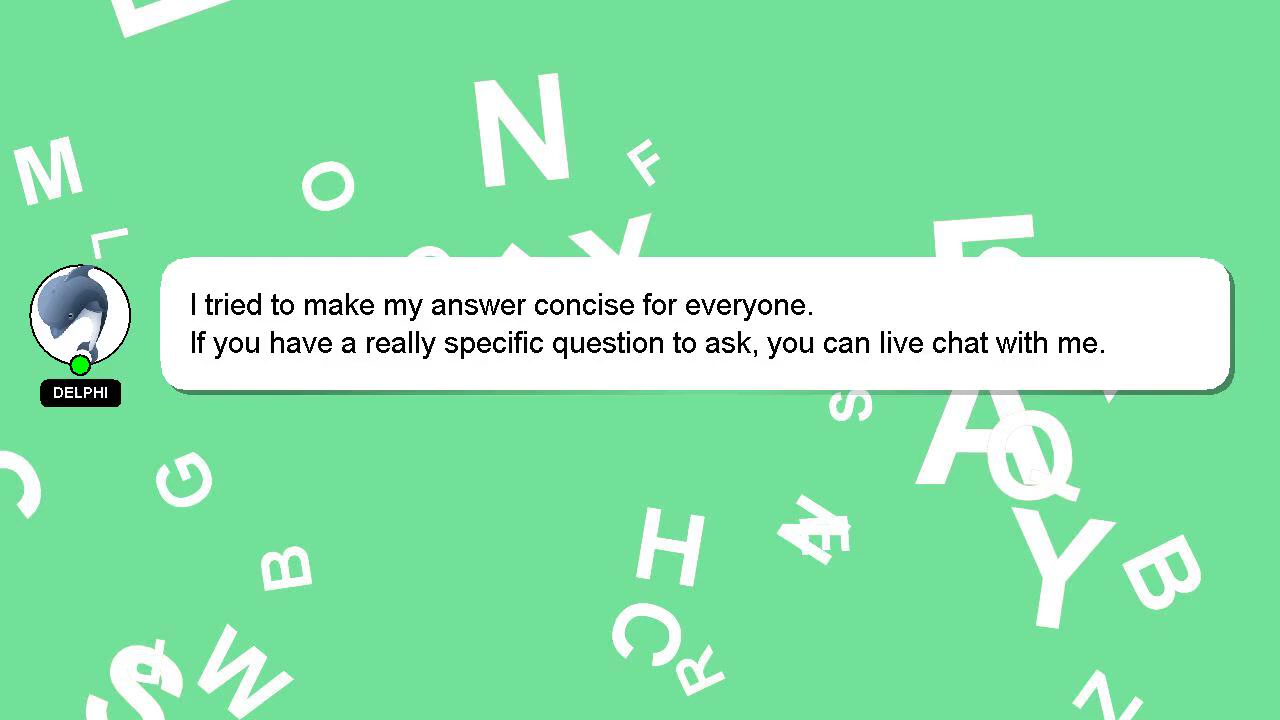 N
F
M
O
L
Y
I tried to make my answer concise for everyone.
If you have a really specific question to ask, you can live chat with me.
DELPHI
S
A
Q
G
Y
H
B
B
C
R
W
S
N